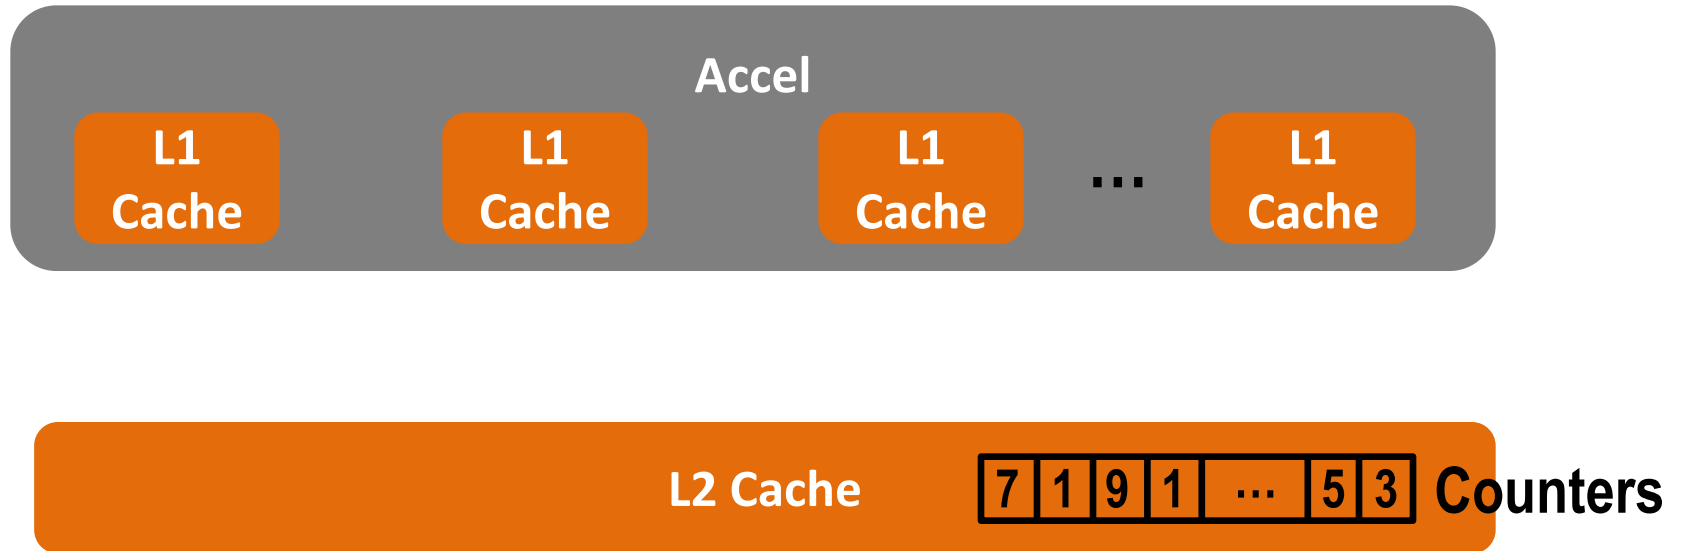 Accel
L1 Cache
L1 Cache
L1 Cache
...
L1 Cache
L2 Cache
7 1 9 1 ... 5 3
Counters